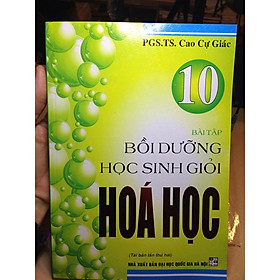 PGS.TS. Cao Cự Giác
10
BÀI TẬP
BỒI DƯỠNG
HỌC SINH GIỎI
HOÁ HỌC
(Tái bản lần thứ hai)
NHÀ XUẤT BẢN ĐẠI HỌC QUỐC GIA HÀ NỘI